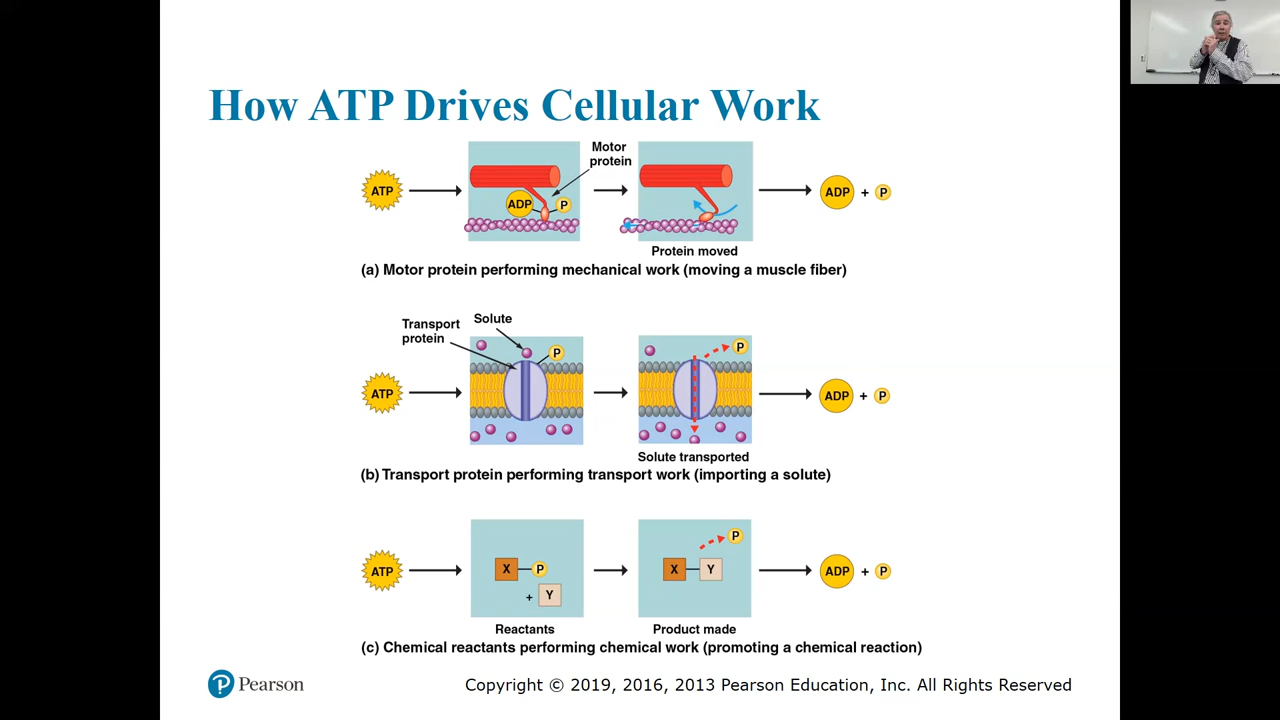 How ATP Drives Cellular Work
Motor
protein
ATP
ADP
P
ADP + P
Protein moved
(a) Motor protein performing mechanical work (moving a muscle fiber)
Transport
protein
Solute
P
P
ATP
ADP + P
Solute transported
(b) Transport protein performing transport work (importing a solute)
P
ATP
X
P
X
Y
ADP + P
+ Y
Reactants
Product made
(c) Chemical reactants performing chemical work (promoting a chemical reaction)
P Pearson
Copyright © 2019, 2016, 2013 Pearson Education, Inc. All Rights Reserved